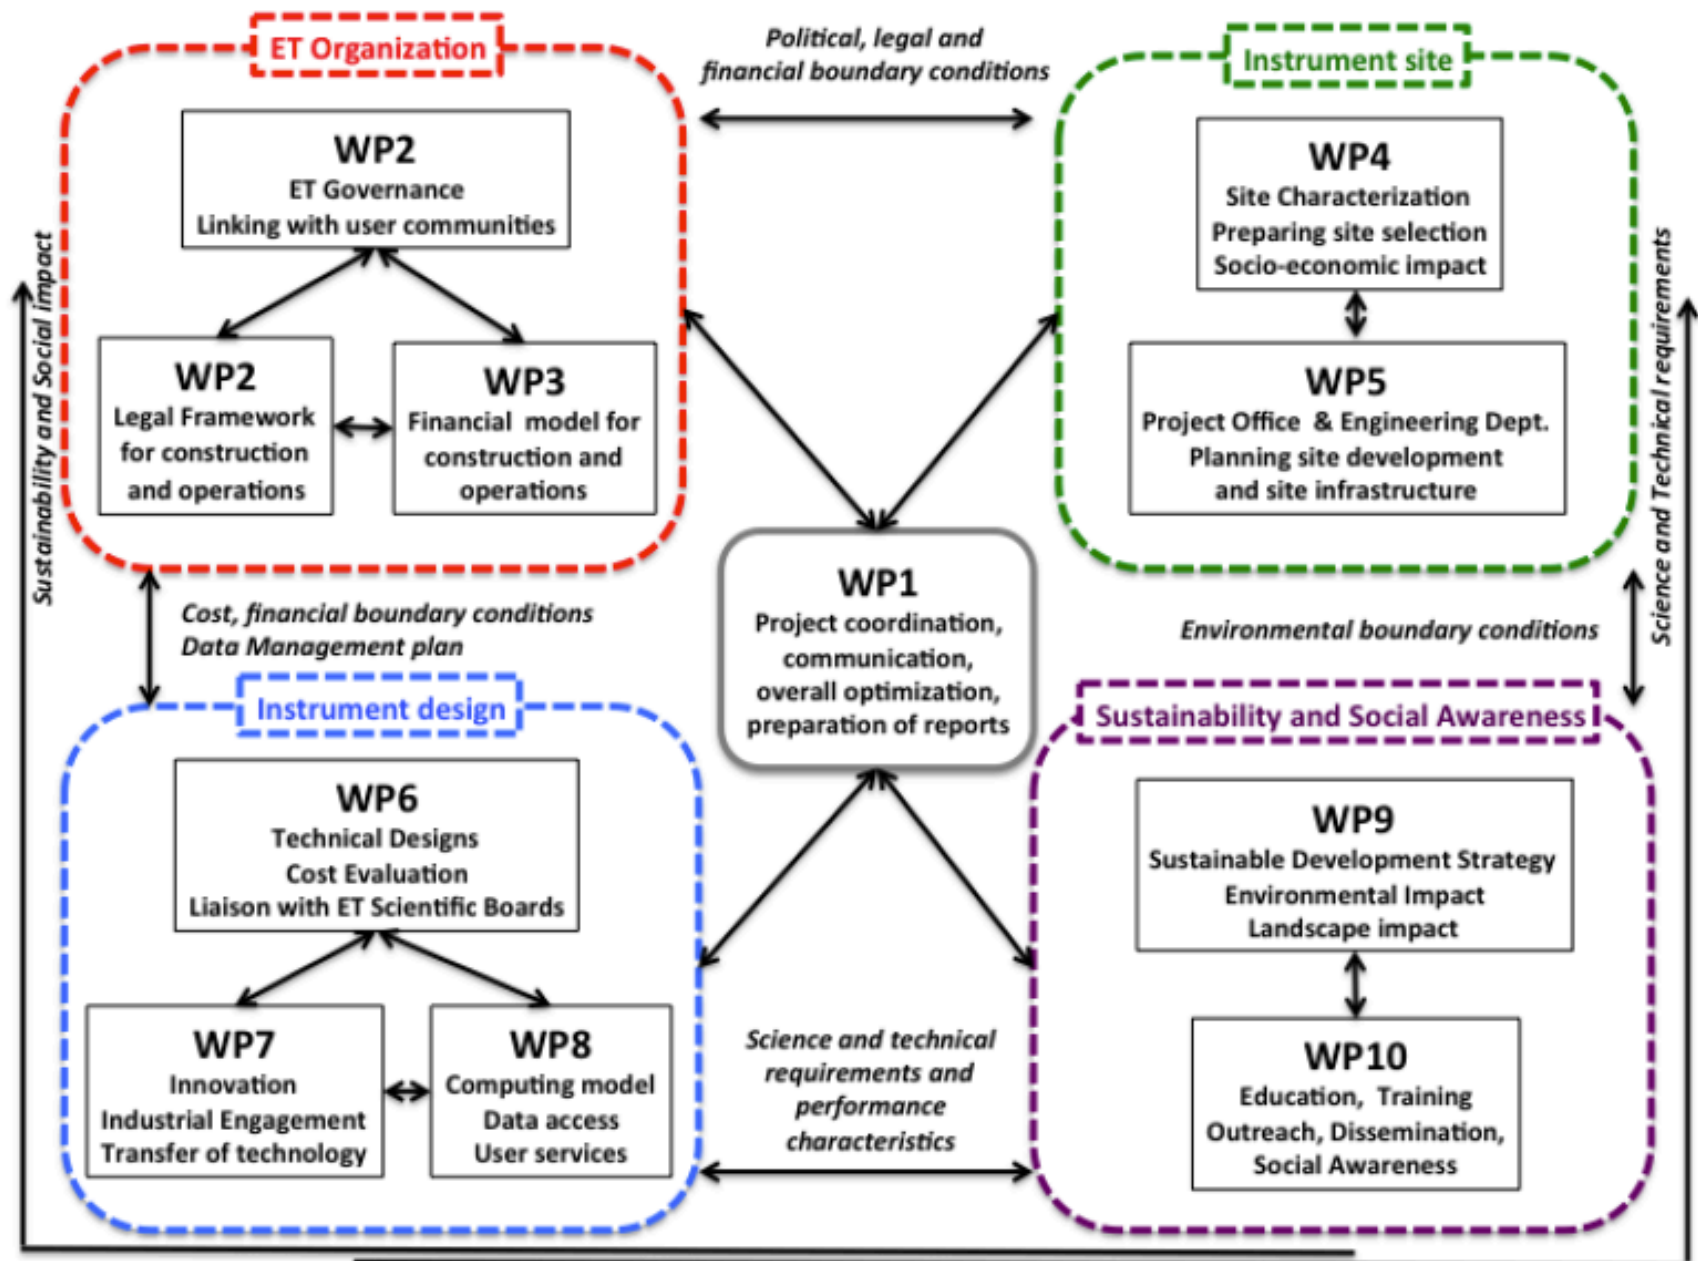 ET Organization
WP2
ET Governance
Linking with user communities
WP2
Legal Framework
for construction
and operations
WP3
Financial model for
construction and
operations
Political, legal and
financial boundary conditions
Instrument site
WP4
Site Characterization
Preparing site selection
Socio-economic impact
WP5
Project Office & Engineering Dept.
Planning site development
and site infrastructure
Sustainability and Social impact
Science and Technical requirements
Cost, financial boundary conditions
Data Management plan
WP1
Project coordination,
communication,
overall optimization,
preparation of reports
Environmental boundary conditions
Instrument design
WP6
Technical Designs
Cost Evaluation
Liaison with ET Scientific Boards
WP7
Innovation
Industrial Engagement
Transfer of technology
WP8
Computing model
Data access
User services
Science and technical
requirements and
performance
characteristics
Sustainability and Social Awareness
WP9
Sustainable Development Strategy
Environmental Impact
Landscape impact
WP10
Education, Training
Outreach, Dissemination,
Social Awareness